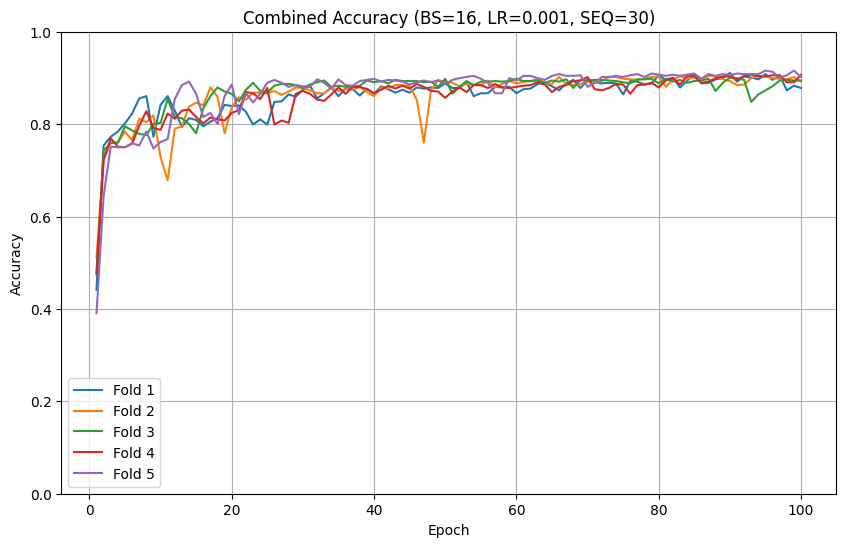 Combined Accuracy (BS=16, LR=0.001, SEQ=30)
1.0
0.8
0.6
0.4
0.2
0.0
Accuracy
Fold 1
Fold 2
Fold 3
Fold 4
Fold 5
0 20 40 60 80 100
Epoch